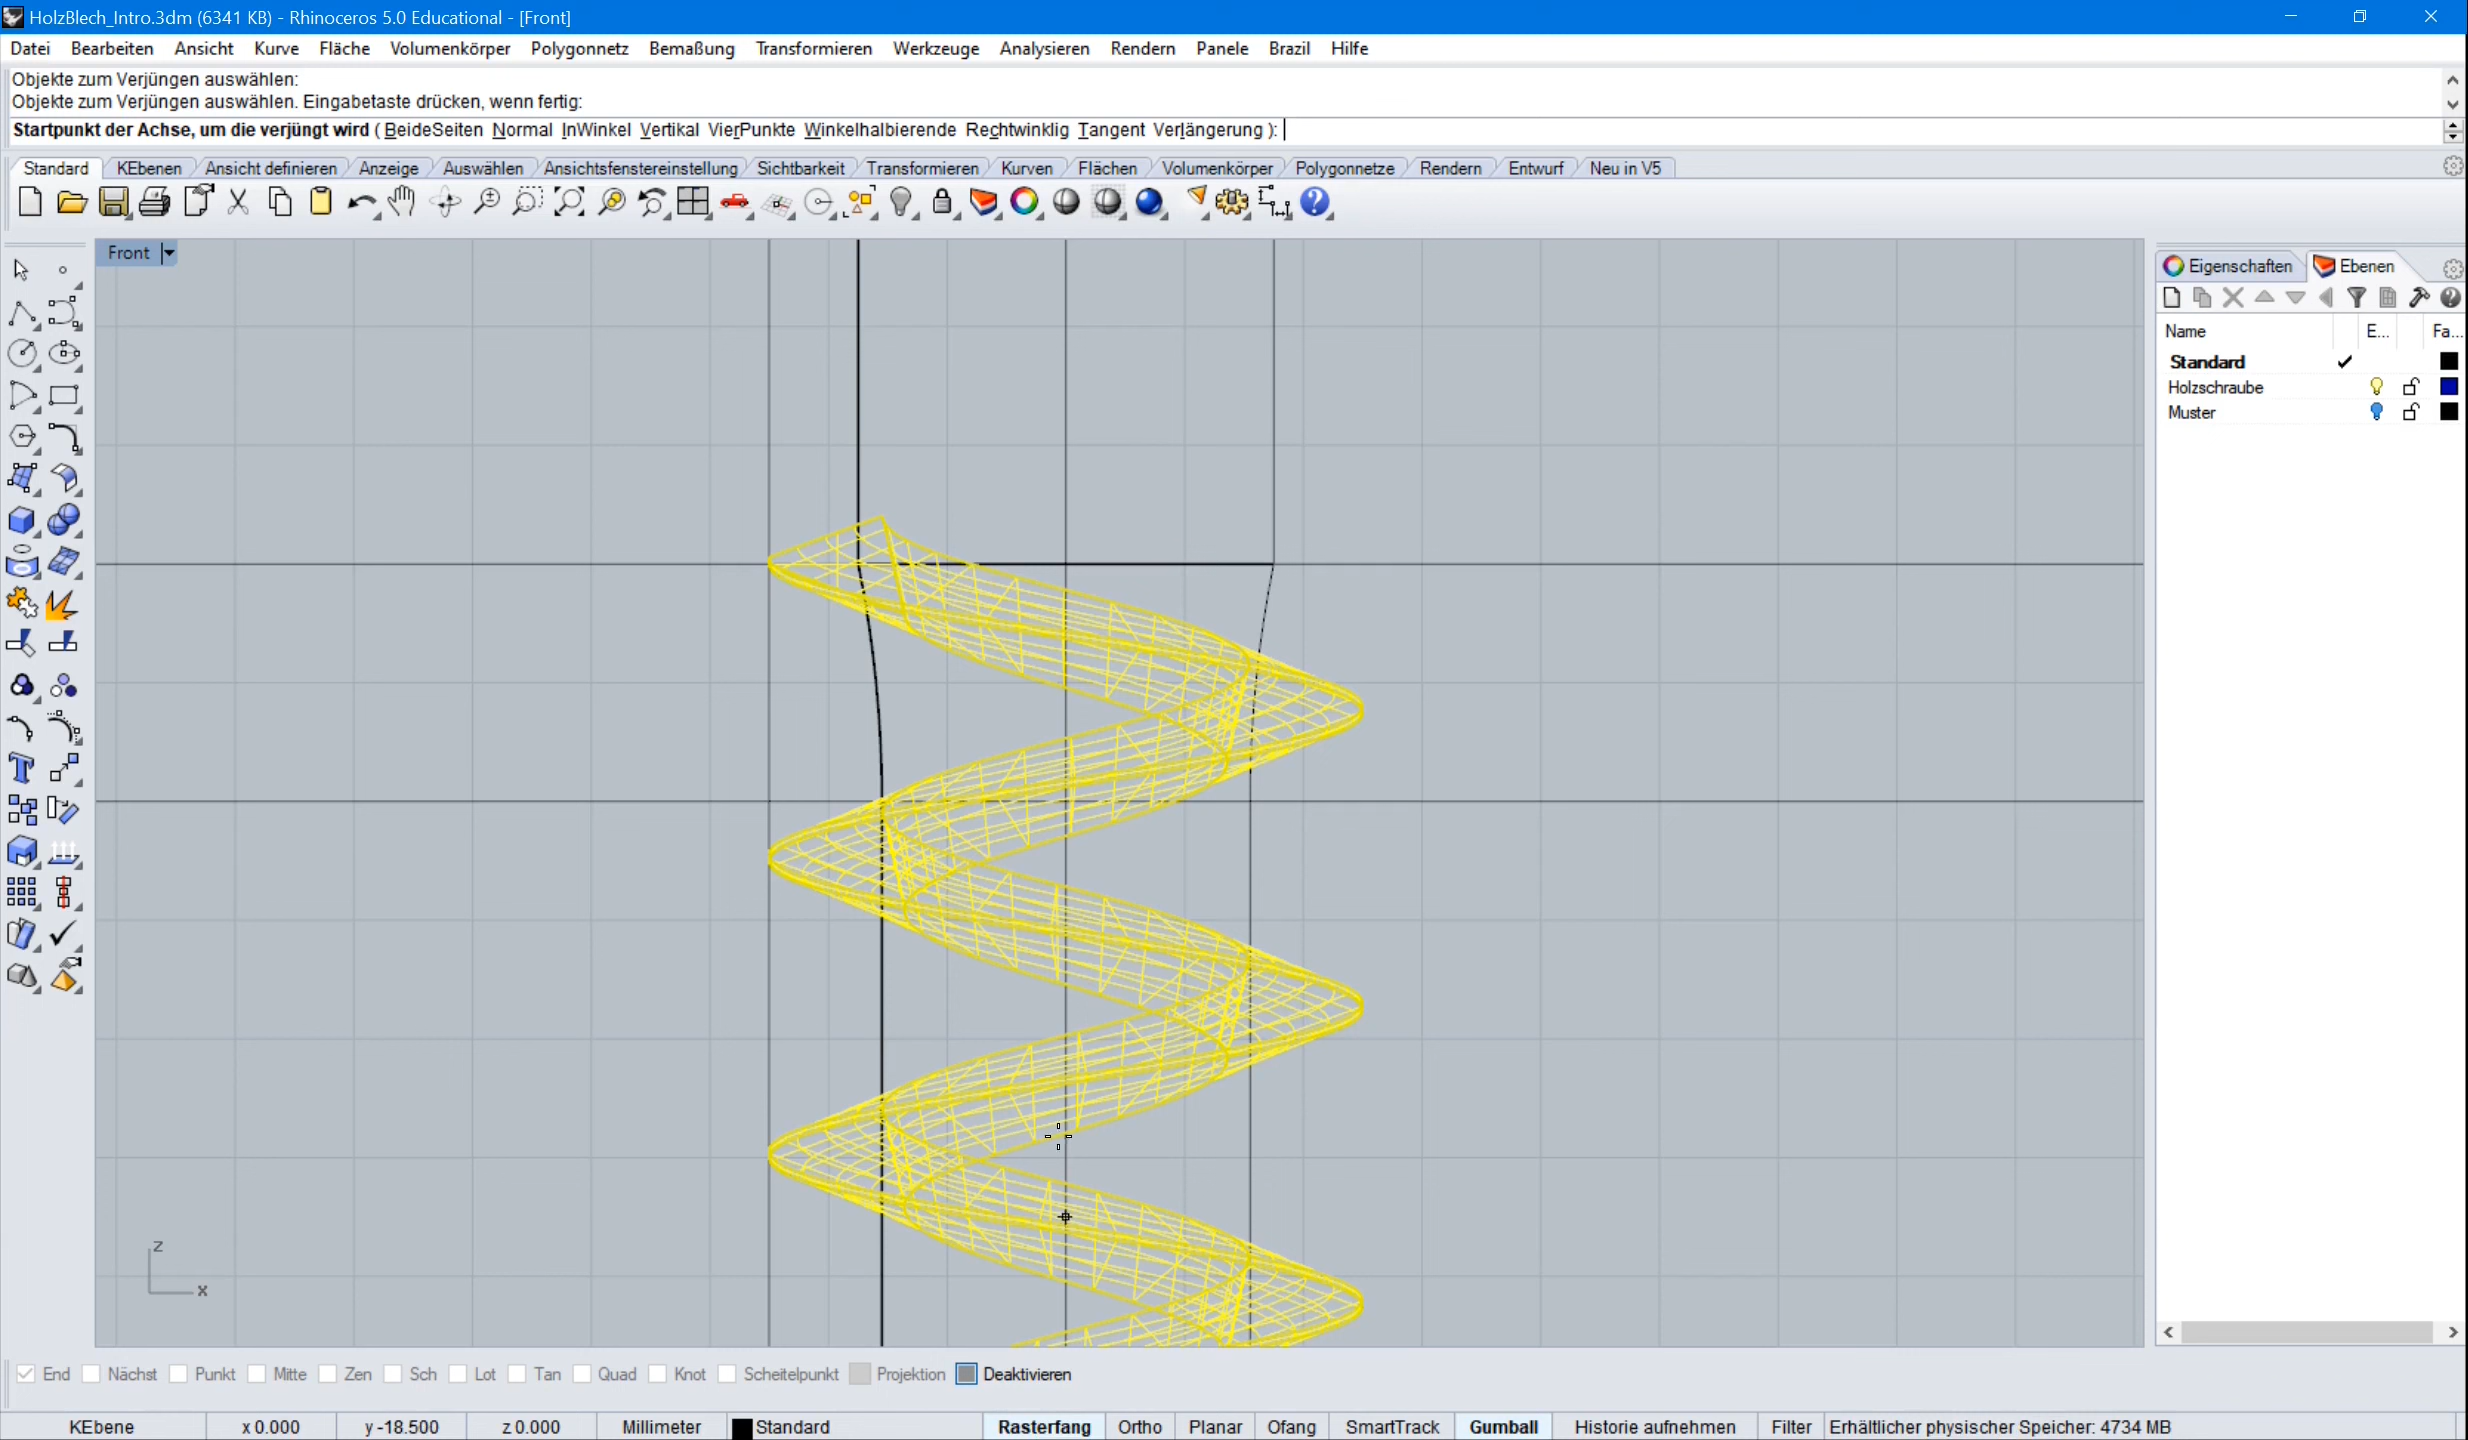 HolzBlech_Intro.3dm (6341 KB) - Rhinoceros 5.0 Educational - [Front]
Datei Bearbeiten Ansicht Kurve Fläche Volumenkörper Polygonnetz Bemaßung Transformieren Werkzeuge Analysieren Rendern Panele Brazil Hilfe
Objekte zum Verjüngen auswählen:
Objekte zum Verjüngen auswählen. Eingabetaste drücken, wenn fertig:
Startpunkt der Achse, um die verjüngt wird ( BeideSeiten Normal InWinkel Vertikal VierPunkte Winkelhalbierende Rechtwinklig Tangent Verlängerung ):
Standard KEbenen Ansicht definieren Anzeige Auswählen Ansichtsfenstereinstellung Sichtbarkeit Transformieren Kurven Flächen Volumenkörper Polygonnetze Rendern Entwurf Neu in V5
Front
Eigenschaften Ebenen
Name E... Fa...
Standard
Holzschraube
Muster
z
x
End Nächst Punkt Mitte Zen Sch Lot Tan Quad Knot Scheitelpunkt Projektion Deaktivieren
KEbene x 0.000 y -18.500 z 0.000 Millimeter Standard Rasterfang Ortho Planar Ofang SmartTrack Gumball Historie aufnehmen Filter Erhältlicher physischer Speicher: 4734 MB